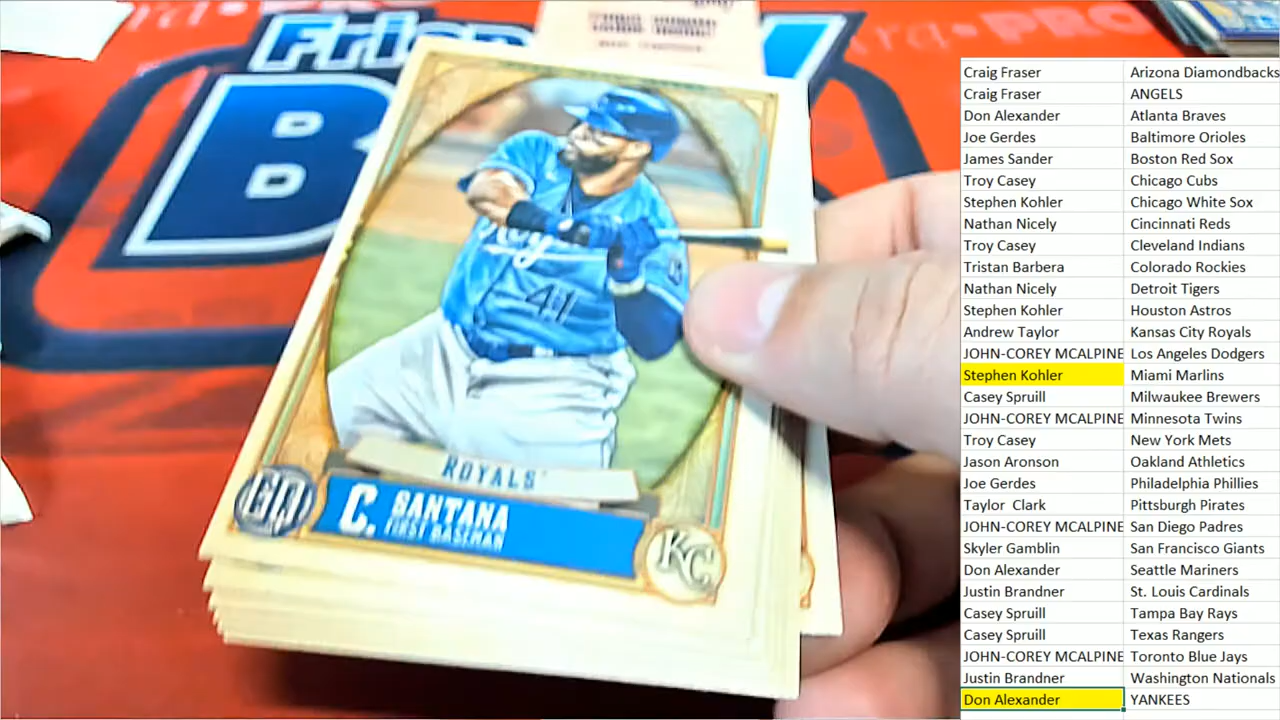 Frisc
B
Royals
41
ROYALS
GQ
C. SANTANA
FIRST BASEMAN
KC
PRO
Craig Fraser Arizona Diamondbacks
Craig Fraser ANGELS
Don Alexander Atlanta Braves
Joe Gerdes Baltimore Orioles
James Sander Boston Red Sox
Troy Casey Chicago Cubs
Stephen Kohler Chicago White Sox
Nathan Nicely Cincinnati Reds
Troy Casey Cleveland Indians
Tristan Barbera Colorado Rockies
Nathan Nicely Detroit Tigers
Stephen Kohler Houston Astros
Andrew Taylor Kansas City Royals
JOHN-COREY MCALPINE Los Angeles Dodgers
Stephen Kohler Miami Marlins
Casey Spruill Milwaukee Brewers
JOHN-COREY MCALPINE Minnesota Twins
Troy Casey New York Mets
Jason Aronson Oakland Athletics
Joe Gerdes Philadelphia Phillies
Taylor Clark Pittsburgh Pirates
JOHN-COREY MCALPINE San Diego Padres
Skyler Gamblin San Francisco Giants
Don Alexander Seattle Mariners
Justin Brandner St. Louis Cardinals
Casey Spruill Tampa Bay Rays
Casey Spruill Texas Rangers
JOHN-COREY MCALPINE Toronto Blue Jays
Justin Brandner Washington Nationals
Don Alexander YANKEES